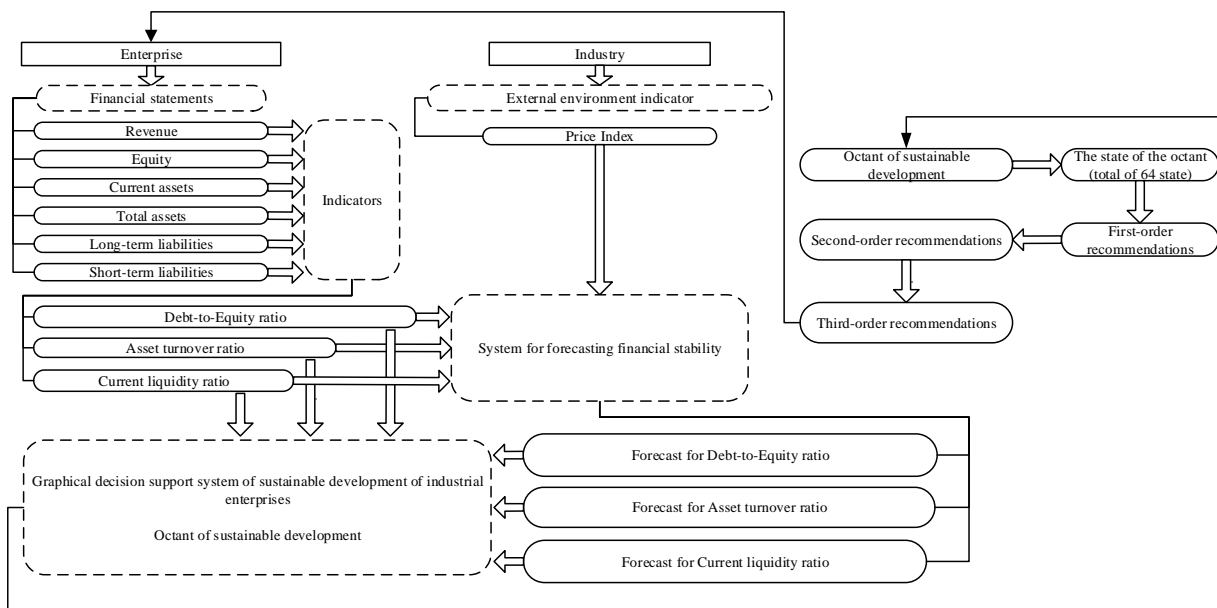 Enterprise
Industry
Financial statements
External environment indicator
Revenue
Price Index
Equity
Current assets
Indicators
Total assets
Long-term liabilities
Short-term liabilities
Octant of sustainable
development
The state of the octant
(total of 64 state)
Second-order recommendations
First-order
recommendations
Third-order recommendations
Debt-to-Equity ratio
Asset turnover ratio
System for forecasting financial stability
Current liquidity ratio
Graphical decision support system of sustainable development of industrial
enterprises
Octant of sustainable development
Forecast for Debt-to-Equity ratio
Forecast for Asset turnover ratio
Forecast for Current liquidity ratio